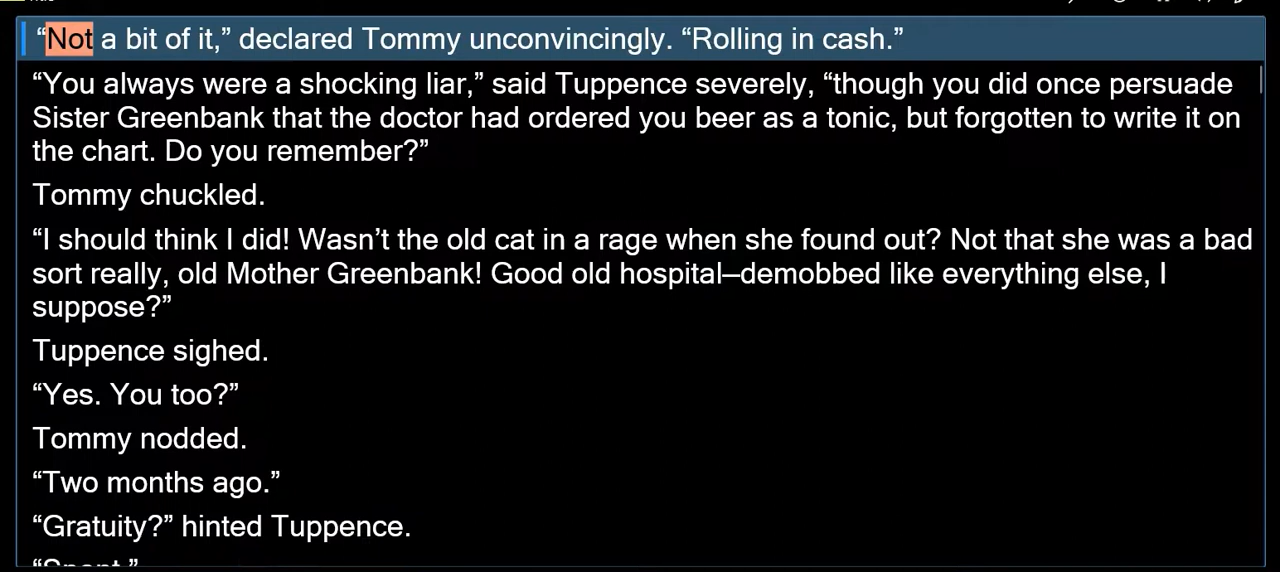 “Not a bit of it,” declared Tommy unconvincingly. “Rolling in cash.”
“You always were a shocking liar,” said Tuppence severely, “though you did once persuade
Sister Greenbank that the doctor had ordered you beer as a tonic, but forgotten to write it on
the chart. Do you remember?”
Tommy chuckled.
“I should think I did! Wasn’t the old cat in a rage when she found out? Not that she was a bad
sort really, old Mother Greenbank! Good old hospital—demobbed like everything else, I
suppose?”
Tuppence sighed.
“Yes. You too?”
Tommy nodded.
“Two months ago.”
“Gratuity?” hinted Tuppence.
“Spent.”